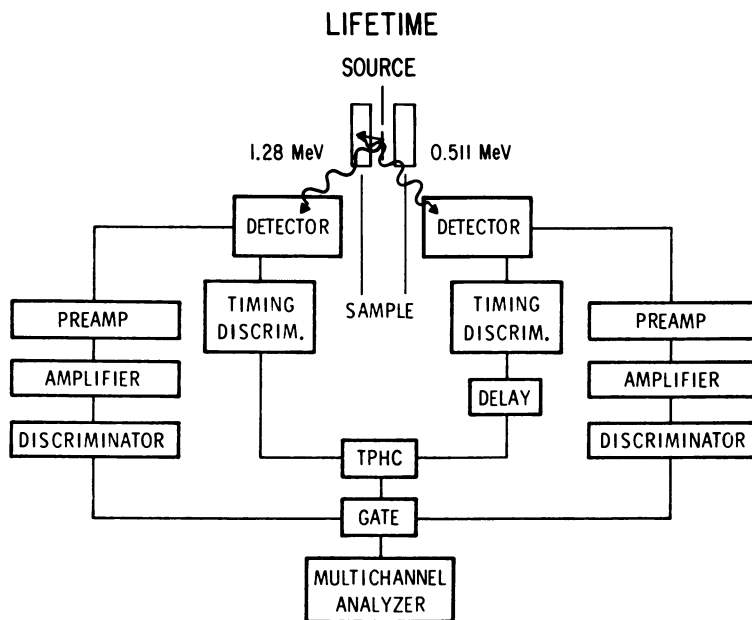 LIFETIME
SOURCE
1.28 MeV
0.511 MeV
DETECTOR
DETECTOR
TIMING
DISCRIM.
SAMPLE
TIMING
DISCRIM.
PREAMP
PREAMP
AMPLIFIER
AMPLIFIER
DELAY
DISCRIMINATOR
DISCRIMINATOR
TPHC
GATE
MULTICHANNEL
ANALYZER